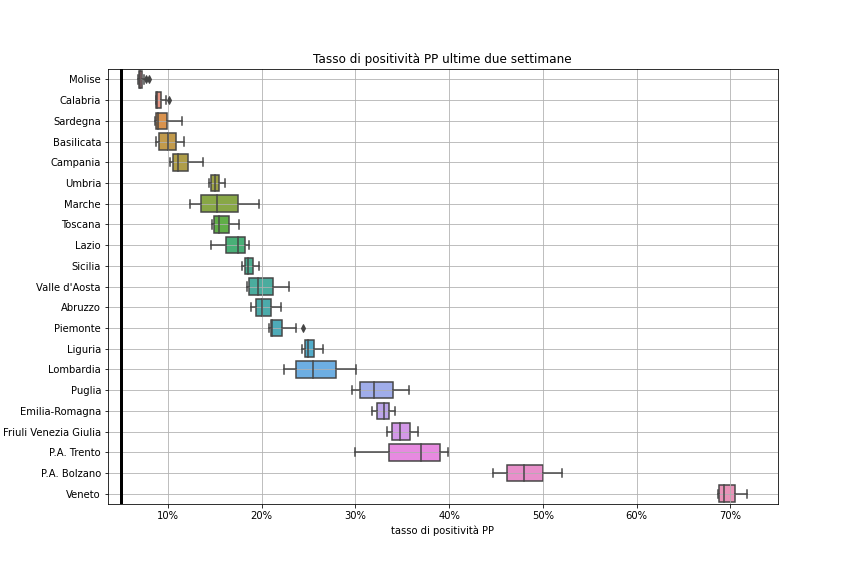 Tasso di positività PP ultime due settimane
Molise
Calabria
Sardegna
Basilicata
Campania
Umbria
Marche
Toscana
Lazio
Sicilia
Valle d'Aosta
Abruzzo
Piemonte
Liguria
Lombardia
Puglia
Emilia-Romagna
Friuli Venezia Giulia
P.A. Trento
P.A. Bolzano
Veneto
10% 20% 30% 40% 50% 60% 70%
tasso di positività PP